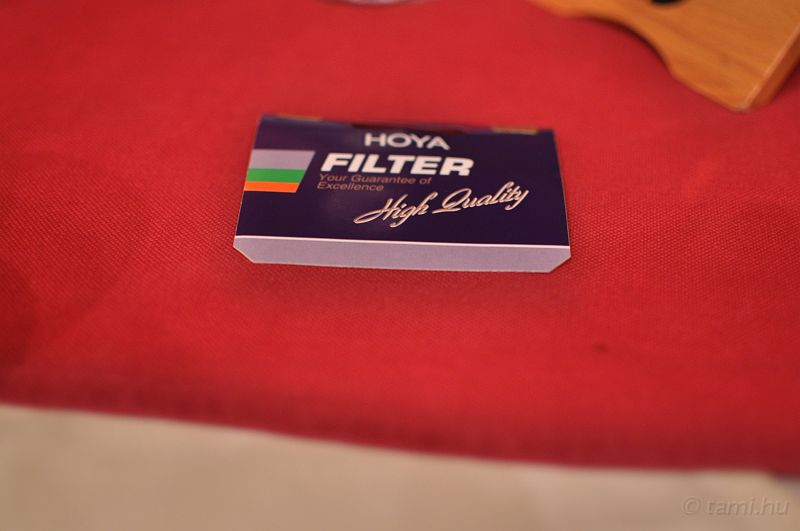 HOYA
FILTER
Your Guarantee of
Excellence
High Quality
© tami.hu